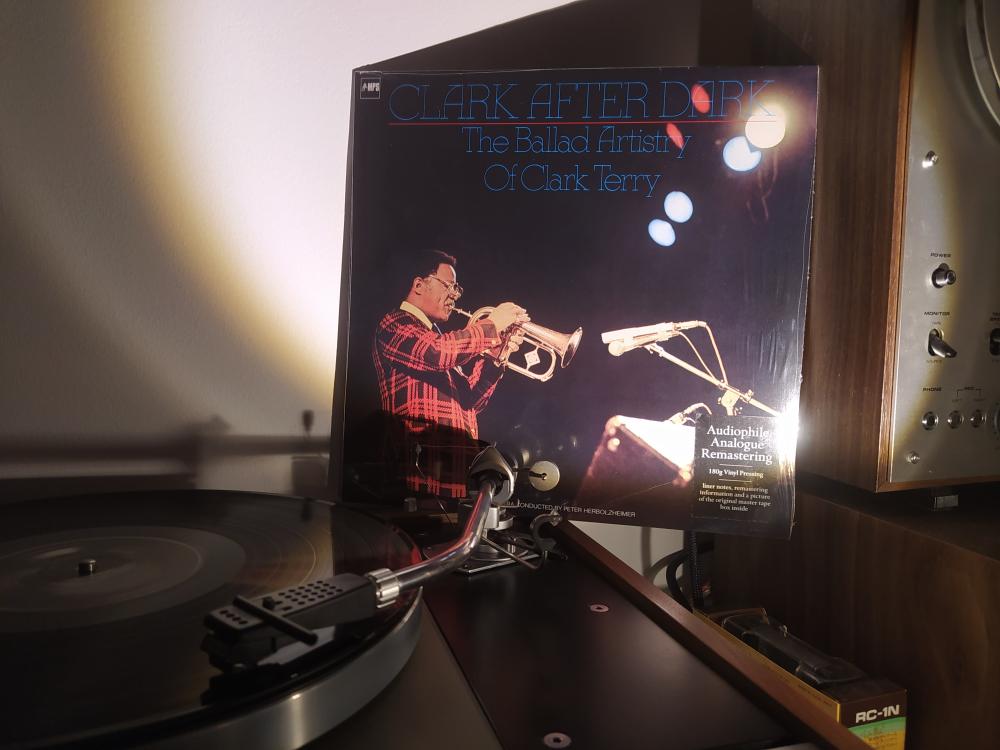 MPS
CLARK AFTER DARK
The Ballad Artistry
Of Clark Terry
Audiophile
Analogue
Remastering
180g Vinyl Pressing
liner notes, remastering
information and a picture
of the original master tape
box inside
CONDUCTED BY PETER HERBOLZHEIMER
POWER
MONITOR
PHONE
REC
RC-1N